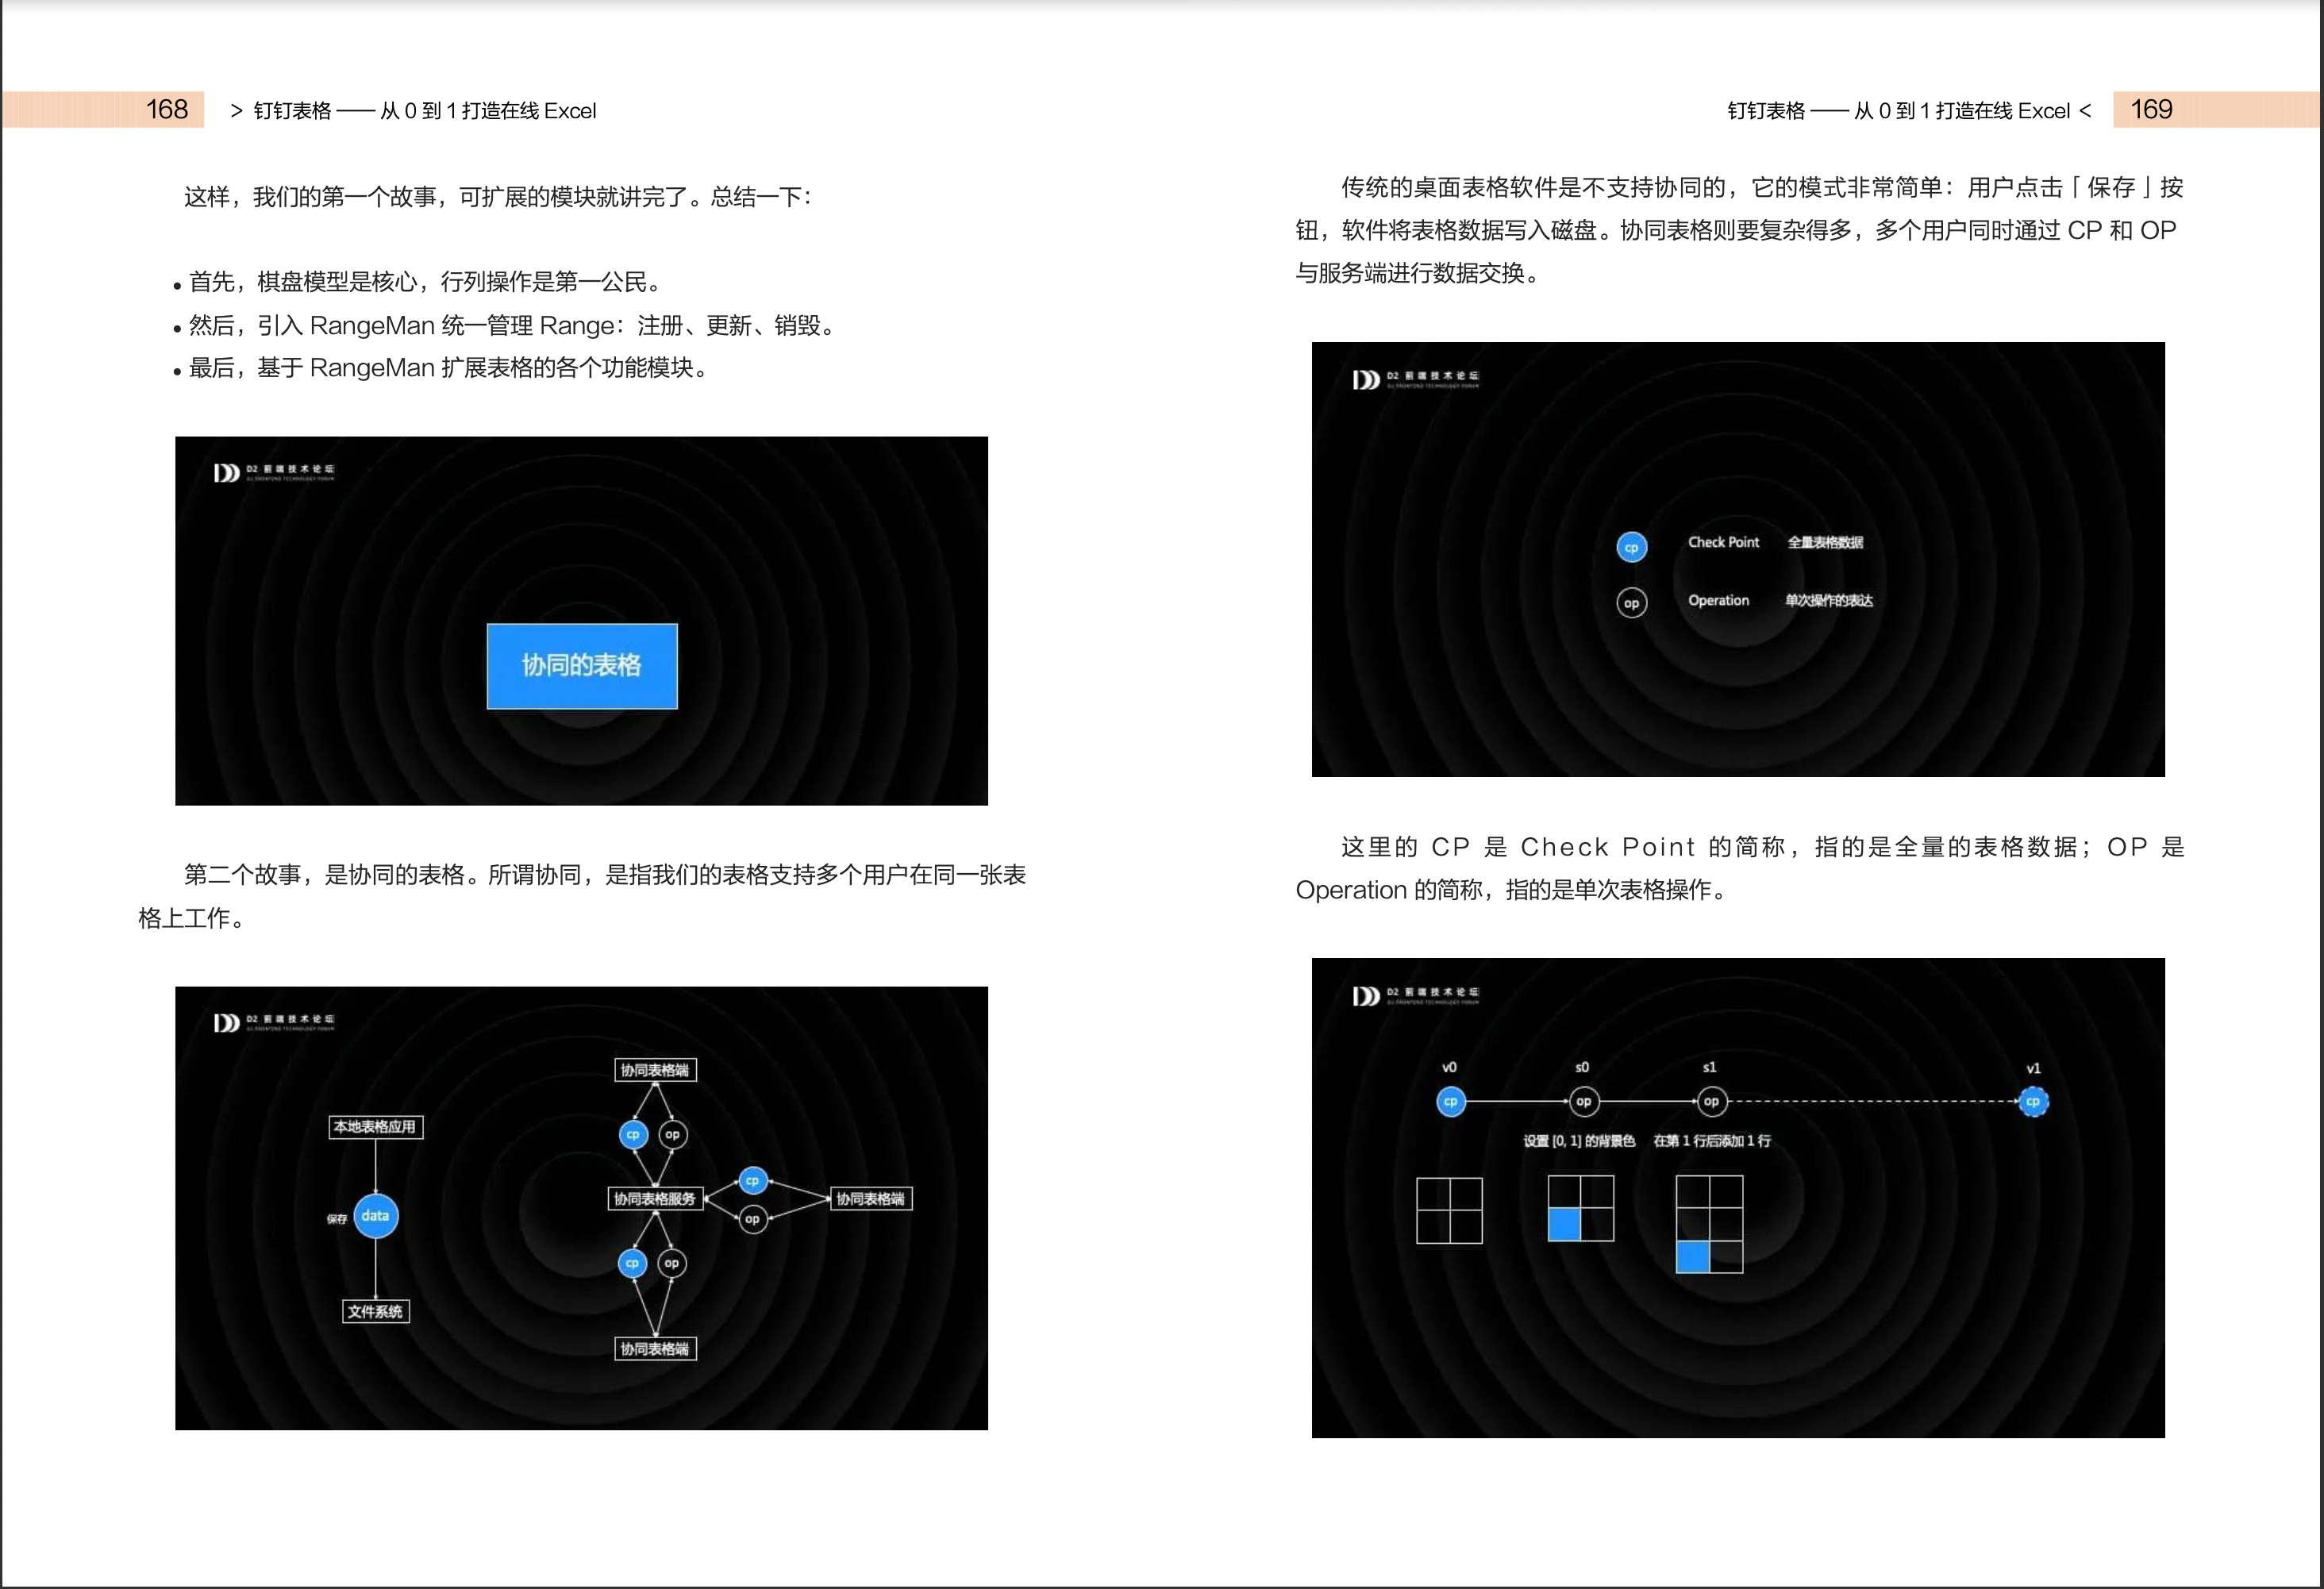 168
> 钉钉表格 —— 从 0 到 1 打造在线 Excel
这样，我们的第一个故事，可扩展的模块就讲完了。总结一下：
• 首先，棋盘模型是核心，行列操作是第一公民。
• 然后，引入 RangeMan 统一管理 Range：注册、更新、销毁。
• 最后，基于 RangeMan 扩展表格的各个功能模块。
D2 前端技术论坛
协同的表格
第二个故事，是协同的表格。所谓协同，是指我们的表格支持多个用户在同一张表
格上工作。
D2 前端技术论坛
本地表格应用
保存
data
文件系统
协同表格端
cp
op
协同表格服务
cp
op
协同表格端
cp
op
协同表格端
钉钉表格 —— 从 0 到 1 打造在线 Excel <
169
传统的桌面表格软件是不支持协同的，它的模式非常简单：用户点击「保存」按
钮，软件将表格数据写入磁盘。协同表格则要复杂得多，多个用户同时通过 CP 和 OP
与服务端进行数据交换。
D2 前端技术论坛
cp Check Point 全量表格数据
op Operation 单次操作的表达
这里的 CP 是 Check Point 的简称，指的是全量的表格数据；OP 是
Operation 的简称，指的是单次表格操作。
D2 前端技术论坛
v0 s0 s1 v1
cp op op cp
设置 [0, 1] 的背景色 在第 1 行后添加 1 行